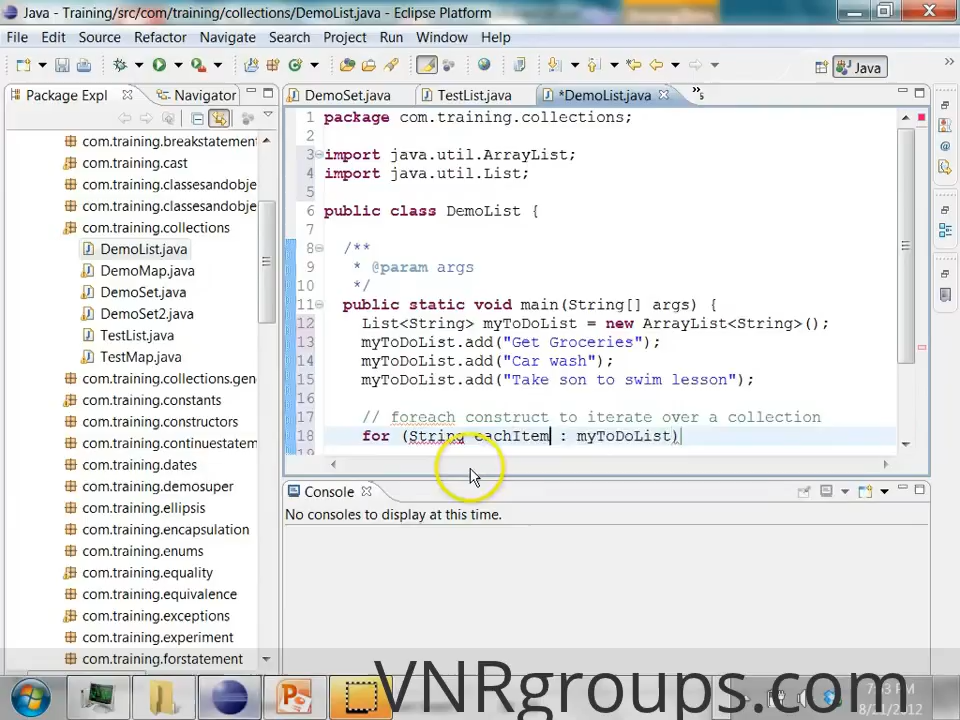 Java - Training/src/com/training/collections/DemoList.java - Eclipse Platform
File Edit Source Refactor Navigate Search Project Run Window Help
Java
Package Expl Navigator
DemoSet.java TestList.java *DemoList.java »5
com.training.breakstatement
com.training.cast
com.training.classesandobje
com.training.classesandobje
com.training.collections
DemoList.java
DemoMap.java
DemoSet.java
DemoSet2.java
TestList.java
TestMap.java
com.training.collections.gen
com.training.constants
com.training.constructors
com.training.continuestatem
com.training.dates
com.training.demosuper
com.training.ellipsis
com.training.encapsulation
com.training.enums
com.training.equality
com.training.equivalence
com.training.exceptions
com.training.experiment
com.training.forstatement
1 package com.training.collections;
2
3 import java.util.ArrayList;
4 import java.util.List;
5
6 public class DemoList {
7
8 /**
9 * @param args
10 */
11 public static void main(String[] args) {
12 List<String> myToDoList = new ArrayList<String>();
13 myToDoList.add("Get Groceries");
14 myToDoList.add("Car wash");
15 myToDoList.add("Take son to swim lesson");
16
17 // foreach construct to iterate over a collection
18 for (String eachItem : myToDoList)
Console
No consoles to display at this time.
VNRgroups.com
8/21/2012